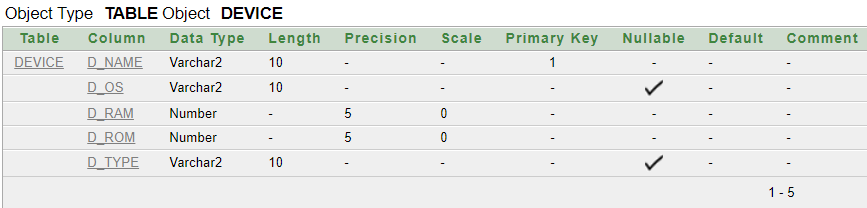 Object Type TABLE Object DEVICE
Table Column Data Type Length Precision Scale Primary Key Nullable Default Comment
DEVICE D_NAME Varchar2 10 - - 1 - - -
D_OS Varchar2 10 - - - ✓ - -
D_RAM Number - 5 0 - - - -
D_ROM Number - 5 0 - - - -
D_TYPE Varchar2 10 - - - ✓ - -
1 - 5